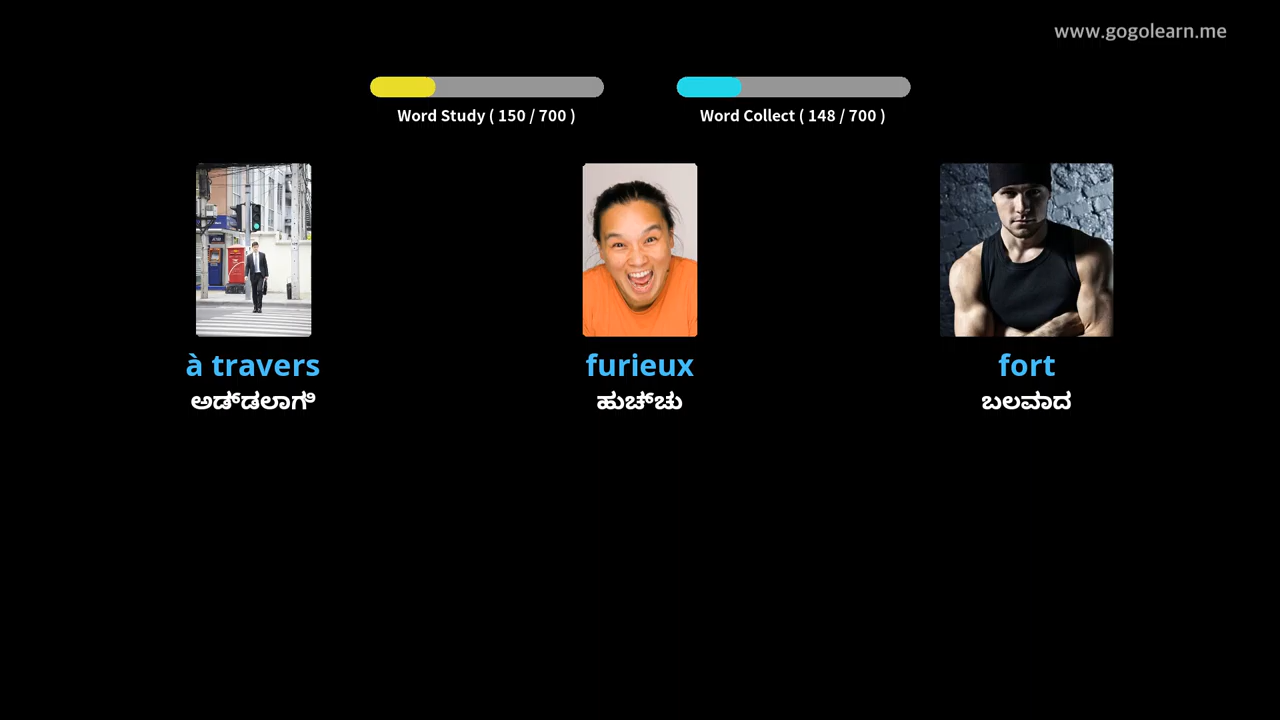 www.gogolearn.me
Word Study ( 150 / 700 )
Word Collect ( 148 / 700 )
à travers
furieux
fort
ಅಡ್ಡಲಾಗಿ
ಹುಚ್ಚು
ಬಲವಾದ